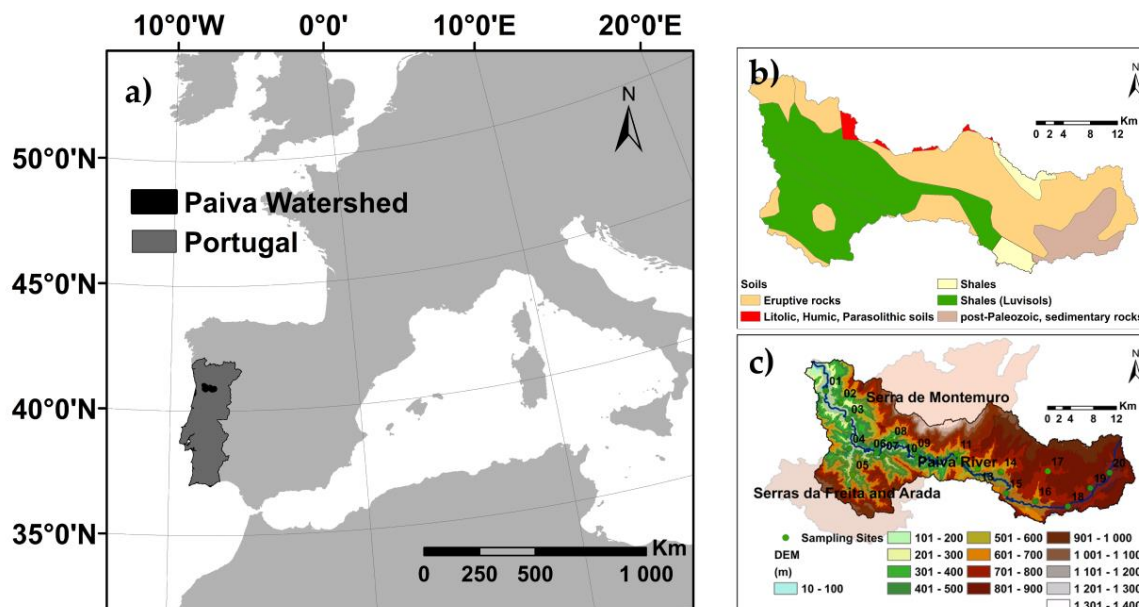 10°0'W 0°0' 10°0'E 20°0'E
a)
N
50°0'N
Paiva Watershed
Portugal
45°0'N
40°0'N
35°0'N
Km
0 250 500 1 000
b)
N
Km
0 2 4 6 8 12
Soils
Eruptive rocks
Litolic, Humic, Parasolithic soils
Shales
Shales (Luvisols)
post-Paleozoic, sedimentary rocks
c)
N
Km
0 2 4 8 12
Serra de Montemuro
01
02
03
04
05
06
07
08
09
10
11
Paiva River
13
14
15
16
17
18
19
20
Serras da Freita and Arada
Sampling Sites
DEM
(m)
10 - 100
101 - 200
201 - 300
301 - 400
401 - 500
501 - 600
601 - 700
701 - 800
801 - 900
901 - 1 000
1 001 - 1 100
1 101 - 1 200
1 201 - 1 300
1 301 - 1 400